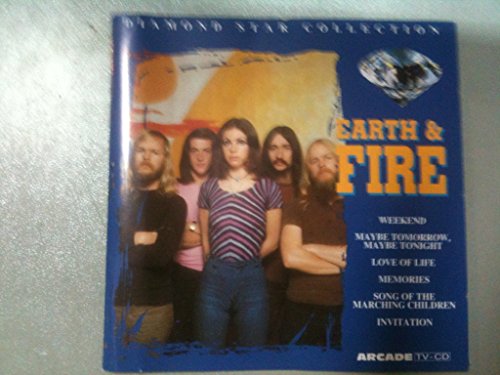 DIAMOND STAR COLLECTION
EARTH &
FIRE
WEEKEND
MAYBE TOMORROW,
MAYBE TONIGHT
LOVE OF LIFE
MEMORIES
SONG OF THE
MARCHING CHILDREN
INVITATION
ARCADE TV-CD